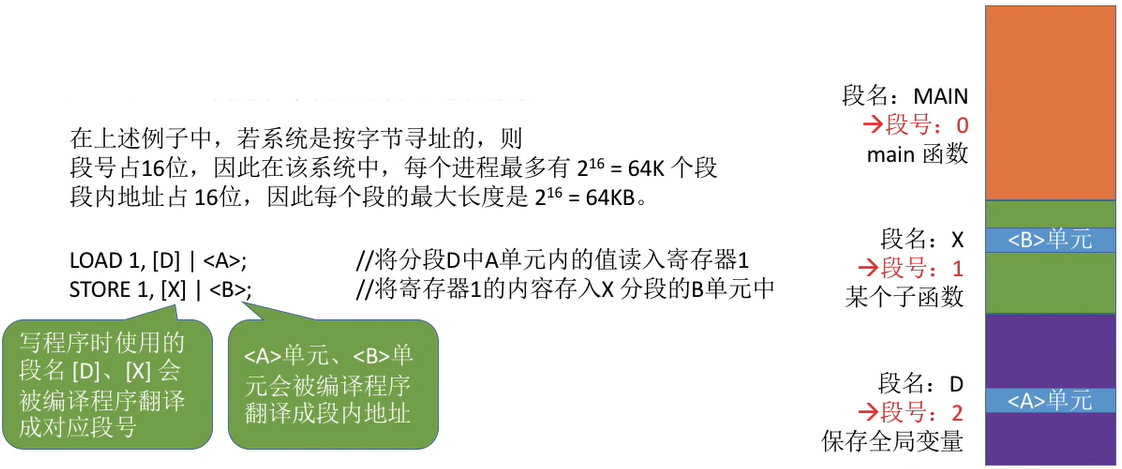 在上述例子中，若系统是按字节寻址的，则
段号占16位，因此在该系统中，每个进程最多有 2¹⁶ = 64K 个段
段内地址占 16位，因此每个段的最大长度是 2¹⁶ = 64KB。
LOAD 1, [D] | <A>; //将分段D中A单元内的值读入寄存器1
STORE 1, [X] | <B>; //将寄存器1的内容存入X 分段的B单元中
写程序时使用的
段名 [D]、[X] 会
被编译程序翻译
成对应段号
<A>单元、<B>单
元会被编译程序
翻译成段内地址
段名：MAIN
→段号：0
main 函数
段名：X
→段号：1
某个子函数
<B>单元
段名：D
→段号：2
保存全局变量
<A>单元